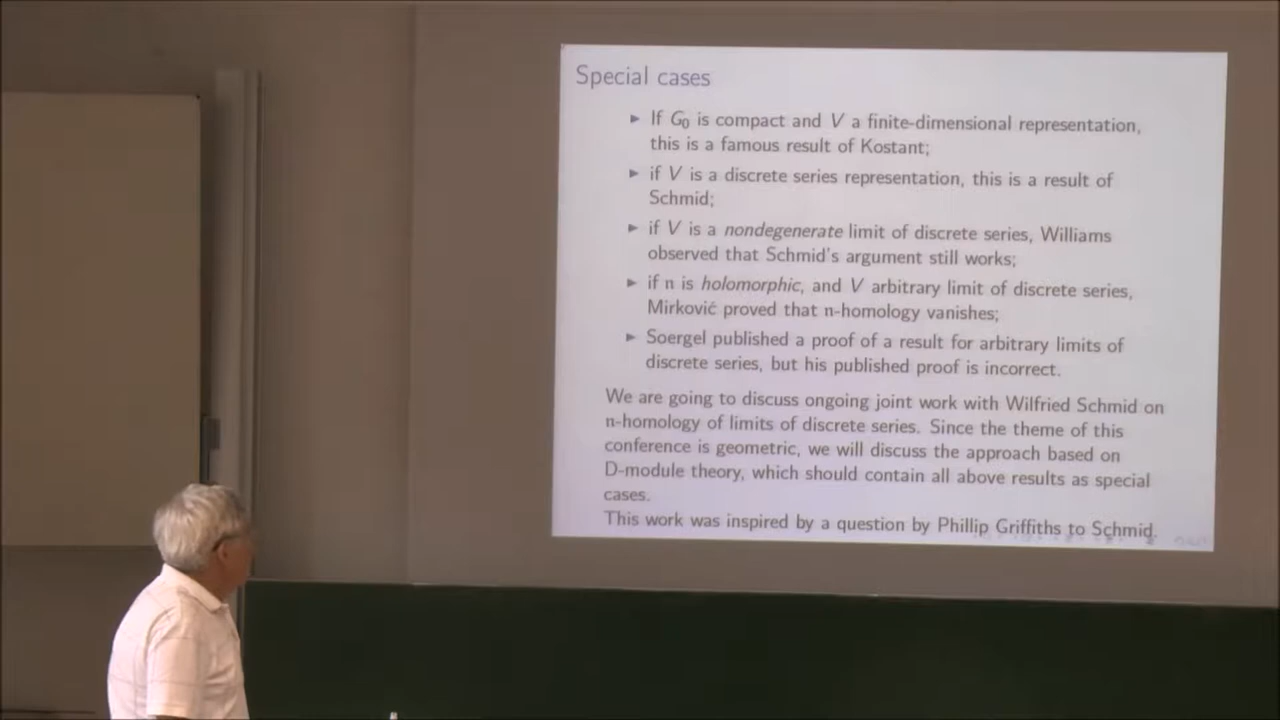 Special cases
► If G₀ is compact and V a finite-dimensional representation,
this is a famous result of Kostant;
► if V is a discrete series representation, this is a result of
Schmid;
► if V is a nondegenerate limit of discrete series, Williams
observed that Schmid's argument still works;
► if n is holomorphic, and V arbitrary limit of discrete series,
Mirković proved that n-homology vanishes;
► Soergel published a proof of a result for arbitrary limits of
discrete series, but his published proof is incorrect.
We are going to discuss ongoing joint work with Wilfried Schmid on
n-homology of limits of discrete series. Since the theme of this
conference is geometric, we will discuss the approach based on
D-module theory, which should contain all above results as special
cases.
This work was inspired by a question by Phillip Griffiths to Schmid.